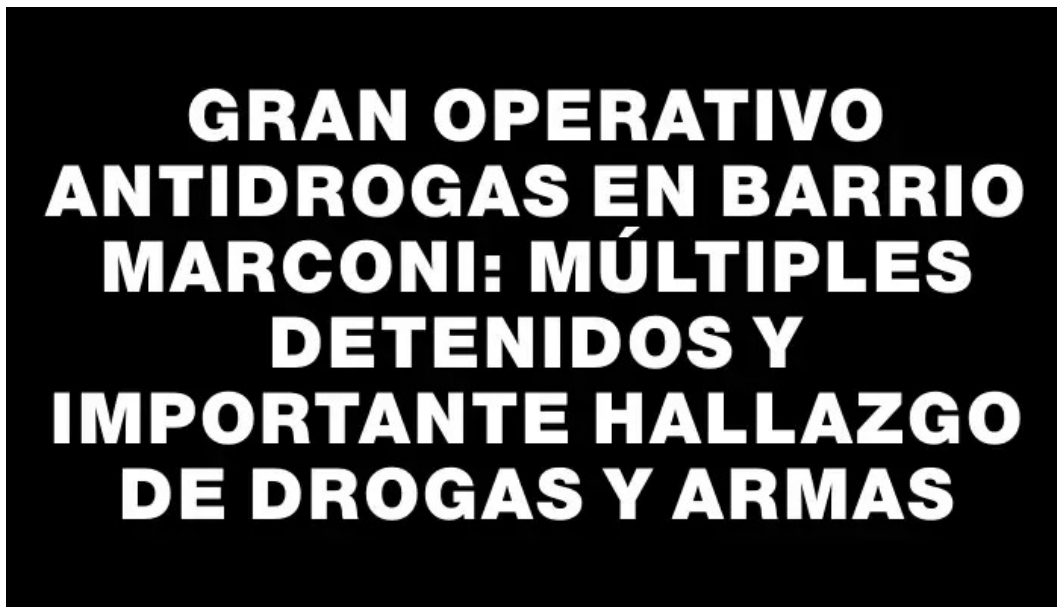 GRAN OPERATIVO
ANTIDROGAS EN BARRIO
MARCONI: MÚLTIPLES
DETENIDOS Y
IMPORTANTE HALLAZGO
DE DROGAS Y ARMAS